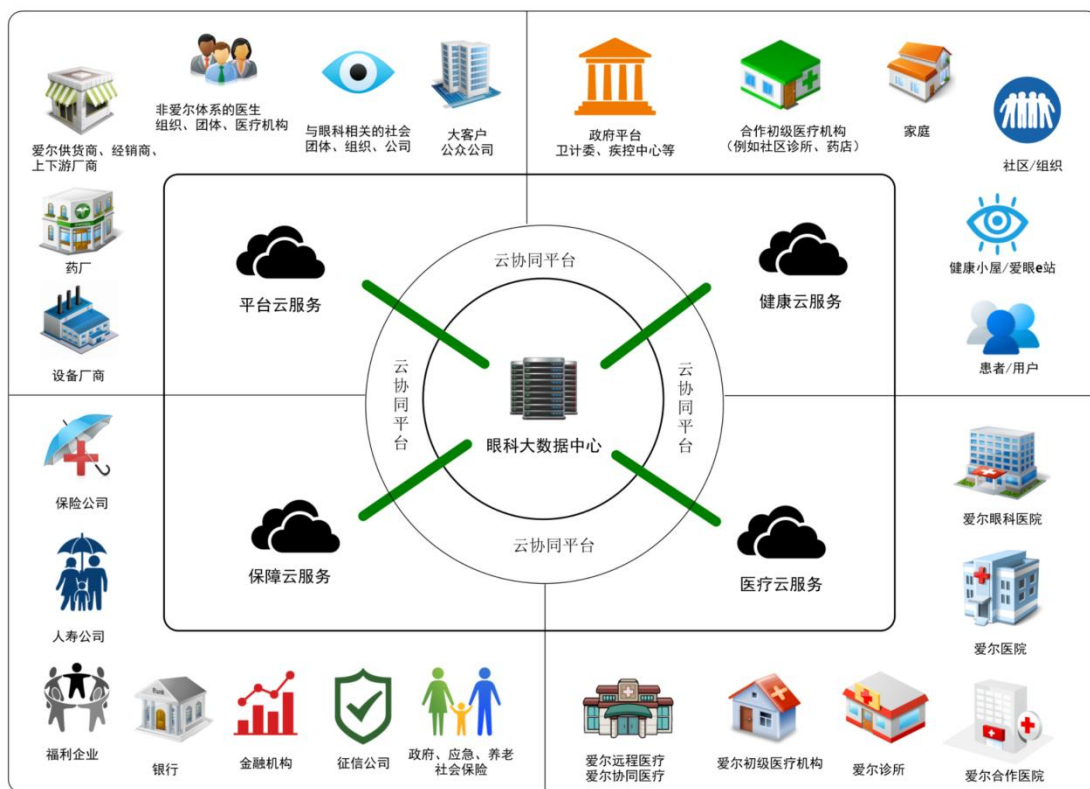 非爱尔体系的医生
组织、团体、医疗机构
与眼科相关的社会
团体、组织、公司
大客户
公众公司
爱尔供货商、经销商、
上下游厂商
药厂
设备厂商
政府平台
卫计委、疾控中心等
合作初级医疗机构
（例如社区诊所、药店）
家庭
社区/组织
健康小屋/爱眼e站
患者/用户
平台云服务
健康云服务
云协同平台
云协同平台
云协同平台
云协同平台
眼科大数据中心
保障云服务
医疗云服务
保险公司
人寿公司
福利企业
Bank
银行
金融机构
征信公司
政府、应急、养老
社会保险
爱尔眼科医院
爱尔医院
爱尔远程医疗
爱尔协同医疗
爱尔初级医疗机构
爱尔诊所
爱尔合作医院